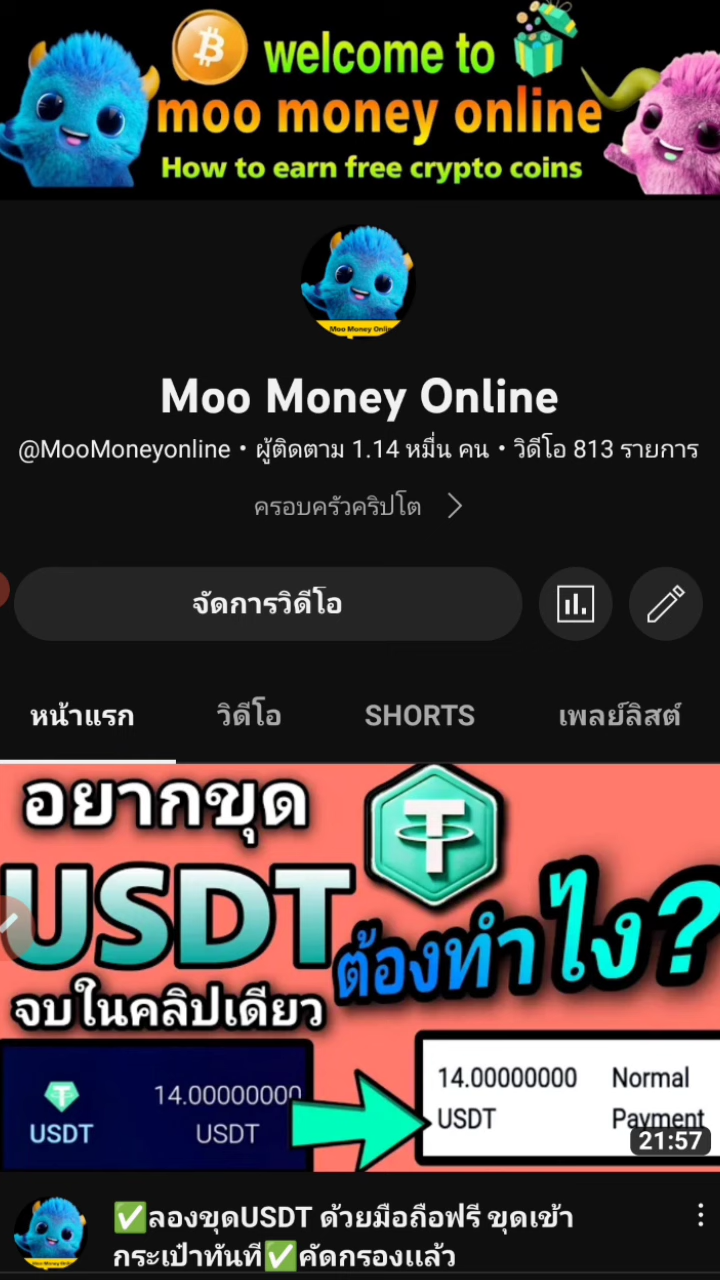 welcome to
moo money online
How to earn free crypto coins
Moo Money Online
@MooMoneyonline • ผู้ติดตาม 1.14 หมื่น คน • วิดีโอ 813 รายการ
ครอบครัวคริปโต
จัดการวิดีโอ
หน้าแรก วิดีโอ SHORTS เพลย์ลิสต์
อยากขุด
USDT
ต้องทำไง?
จบในคลิปเดียว
14.00000000
USDT USDT
14.00000000 Normal
USDT Payment
21:57
✅ลองขุดUSDT ด้วยมือถือฟรี ขุดเข้า
กระเป๋าทันที✅คัดกรองแล้ว